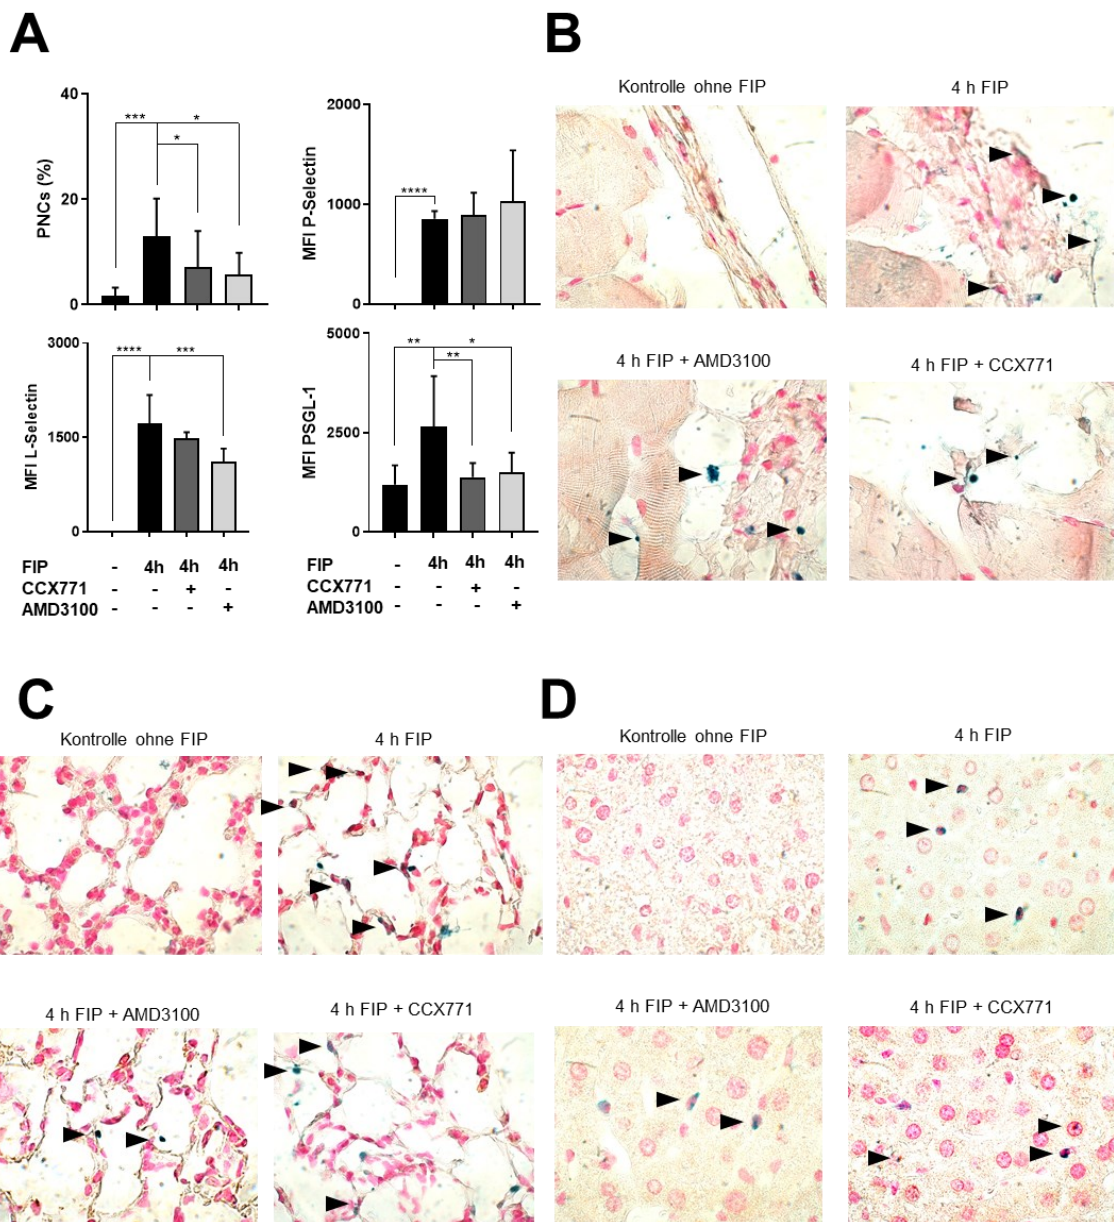 A
B
PNCs (%)
40
20
0
***
*
*
MFI P-Selectin
2000
1000
0
****
MFI L-Selectin
3000
1500
0
****
***
MFI PSGL-1
5000
2500
0
**
*
**
FIP - 4h 4h 4h
CCX771 - - + -
AMD3100 - - - +
FIP - 4h 4h 4h
CCX771 - - + -
AMD3100 - - - +
Kontrolle ohne FIP
4 h FIP
4 h FIP + AMD3100
4 h FIP + CCX771
C
D
Kontrolle ohne FIP
4 h FIP
4 h FIP + AMD3100
4 h FIP + CCX771
Kontrolle ohne FIP
4 h FIP
4 h FIP + AMD3100
4 h FIP + CCX771